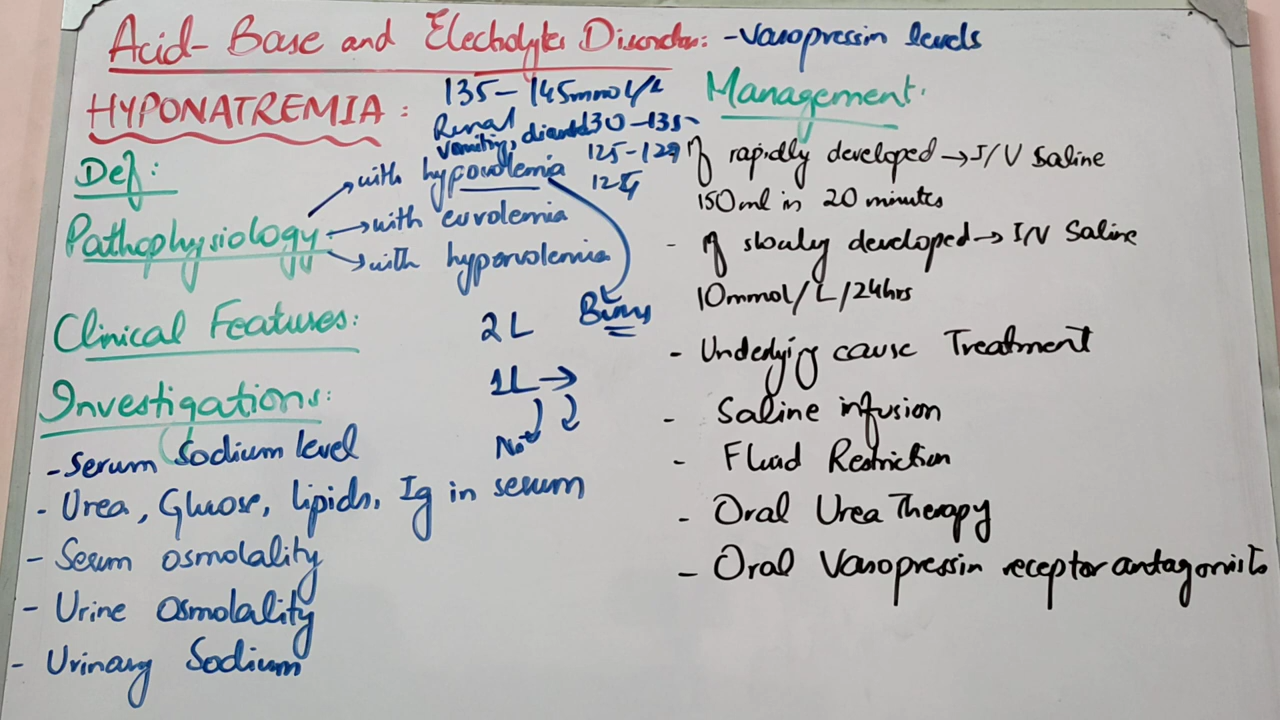 Acid-Base and Electrolyte Disorders: -Vasopressin levels
HYPONATREMIA:
135-145mmol/L
Renal
vomiting,
130-135
125-129
Def:
Pathophysiology
with hypovolemia
with euvolemia
with hypervolemia
Clinical Features:
2L
1L
Investigations:
-Serum Sodium level
- Urea, Glucose, lipids, Ig in serum
- Serum osmolality
- Urine Osmolality
- Urinary Sodium
Management:
If rapidly developed → I/V Saline
150ml in 20 minutes
- If slowly developed → I/V Saline
10mmol/L/24hrs
- Underlying cause Treatment
- Saline infusion
- Fluid Restriction
- Oral Urea Therapy
- Oral Vasopressin receptor antagonists